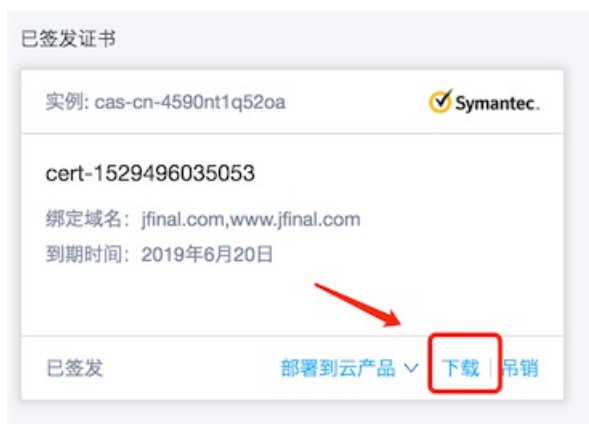 已签发证书
实例: cas-cn-4590nt1q52oa
Symantec.
cert-1529496035053
绑定域名: jfinal.com,www.jfinal.com
到期时间: 2019年6月20日
已签发
部署到云产品
下载
吊销